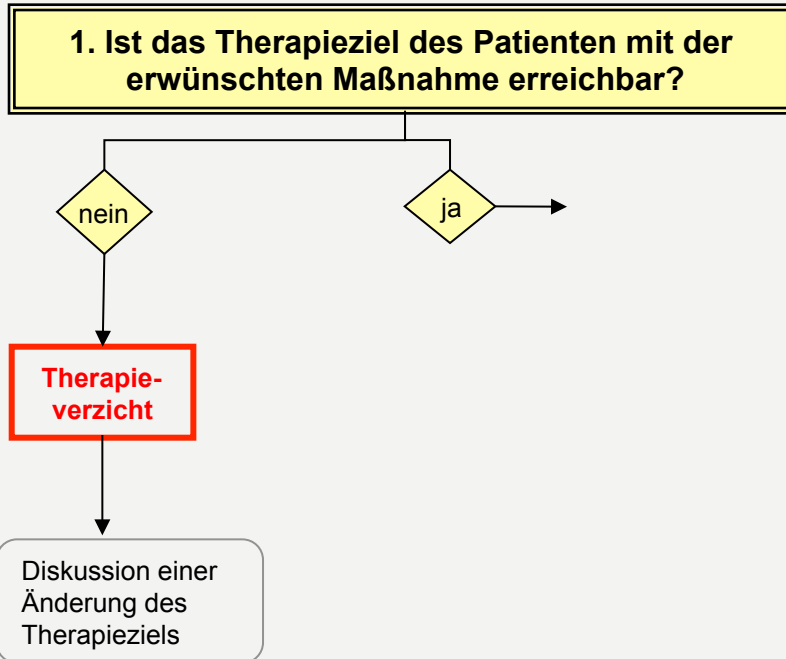 1. Ist das Therapieziel des Patienten mit der
erwünschten Maßnahme erreichbar?
nein
ja
Therapie-
verzicht
Diskussion einer
Änderung des
Therapieziels